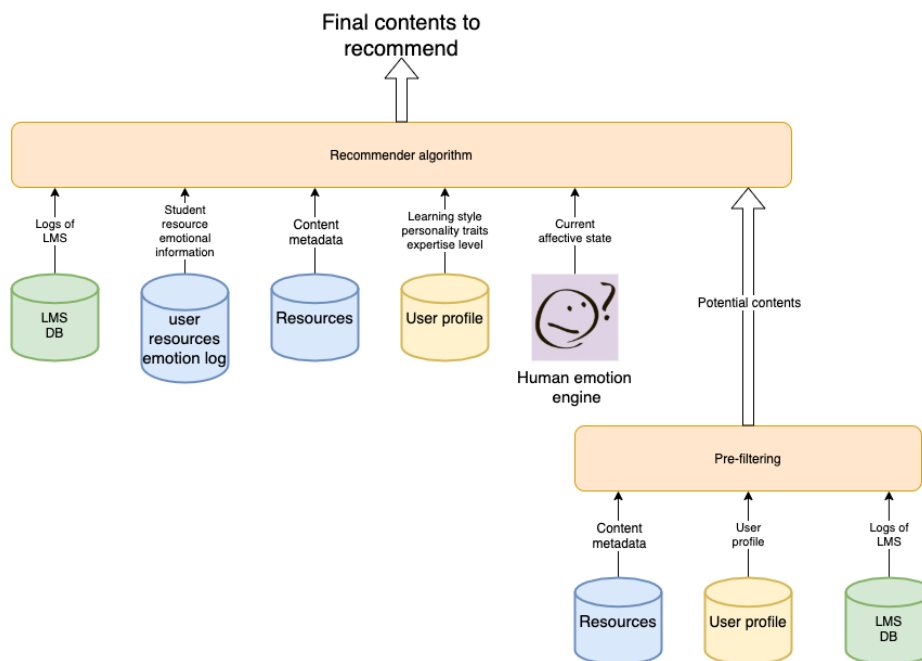 Final contents to
recommend
Recommender algorithm
Logs of
LMS
Student
resource
emotional
information
Content
metadata
Learning style
personality traits
expertise level
Current
affective state
LMS
DB
user
resources
emotion log
Resources
User profile
?
Human emotion
engine
Potential contents
Pre-filtering
Content
metadata
User
profile
Logs of
LMS
Resources
User profile
LMS
DB